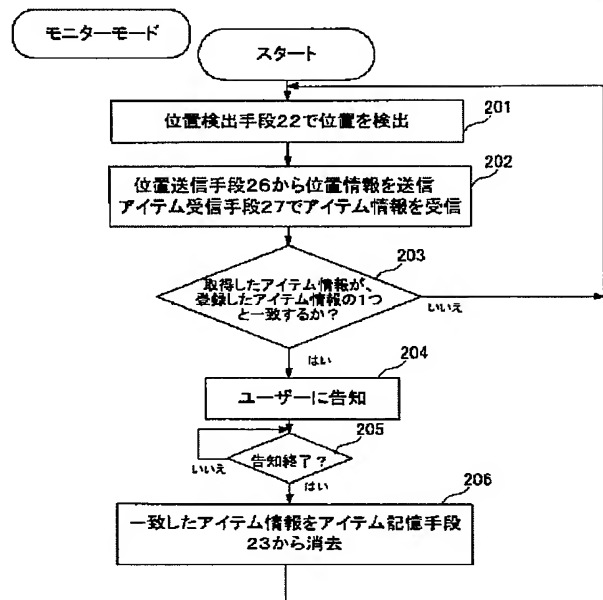 モニターモード
スタート
位置検出手段22で位置を検出
201
202
位置送信手段26から位置情報を送信
アイテム受信手段27でアイテム情報を受信
203
取得したアイテム情報が、
登録したアイテム情報の1つ
と一致するか？
いいえ
はい
204
ユーザーに告知
205
告知終了？
いいえ
はい
206
一致したアイテム情報をアイテム記憶手段
23から消去